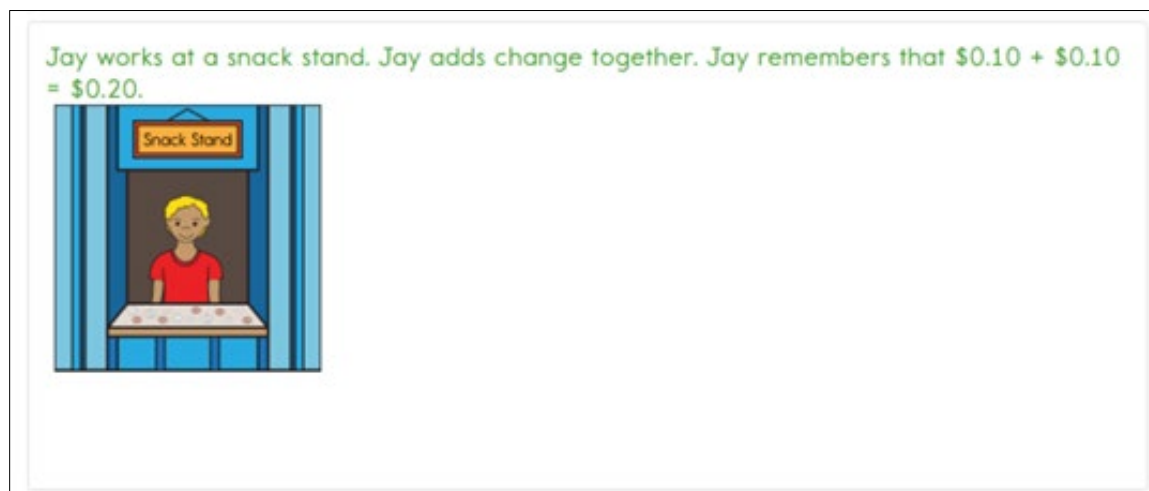 Jay works at a snack stand. Jay adds change together. Jay remembers that $0.10 + $0.10
= $0.20.
Snack Stand